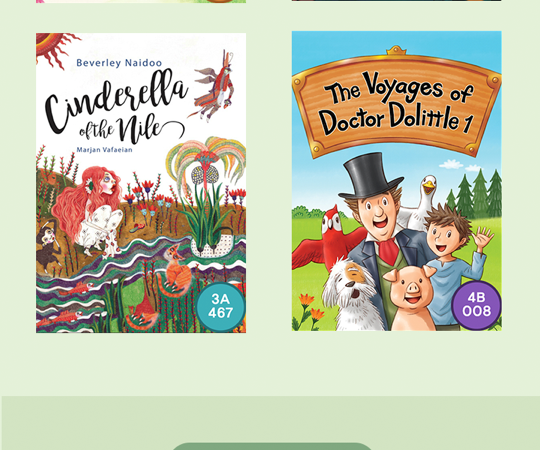 Beverley Naidoo
Cinderella
of the Nile
Marjan Vafaeian
3A
467
The Voyages of
Doctor Dolittle 1
4B
008